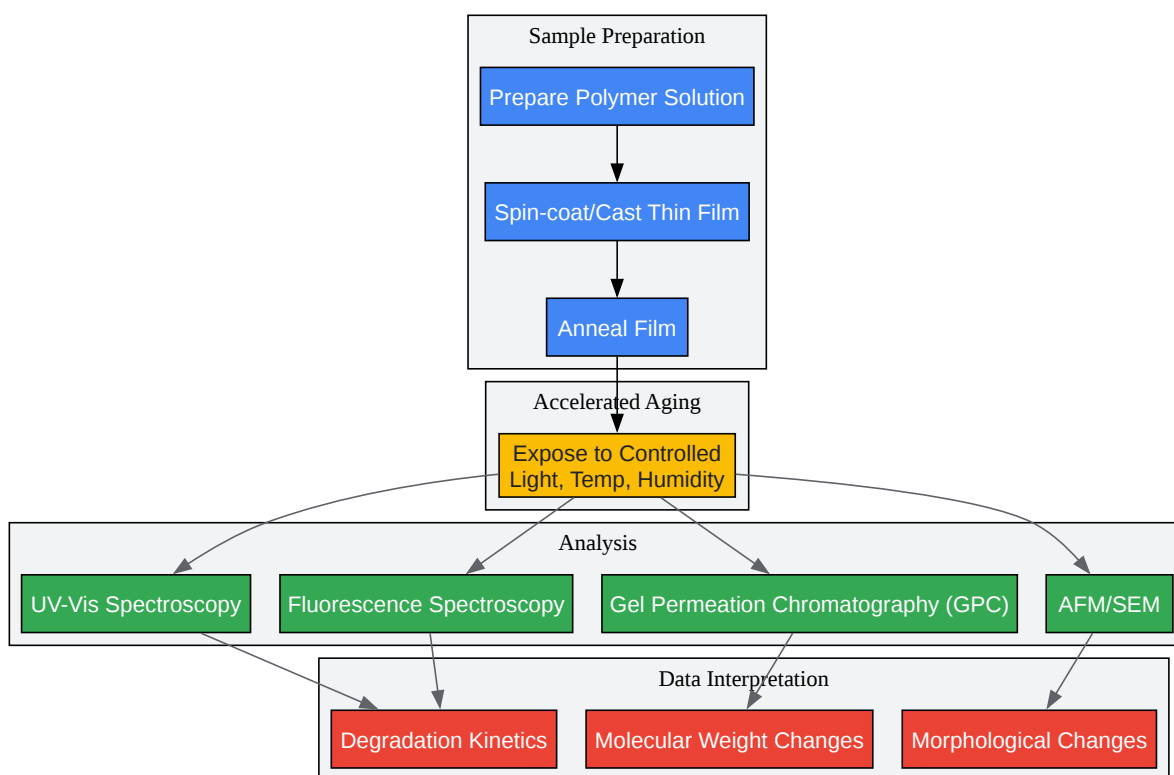 Sample Preparation
Prepare Polymer Solution
Spin-coat/Cast Thin Film
Anneal Film
Accelerated Aging
Expose to Controlled
Light, Temp, Humidity
Analysis
UV-Vis Spectroscopy
Fluorescence Spectroscopy
Gel Permeation Chromatography (GPC)
AFM/SEM
Data Interpretation
Degradation Kinetics
Molecular Weight Changes
Morphological Changes